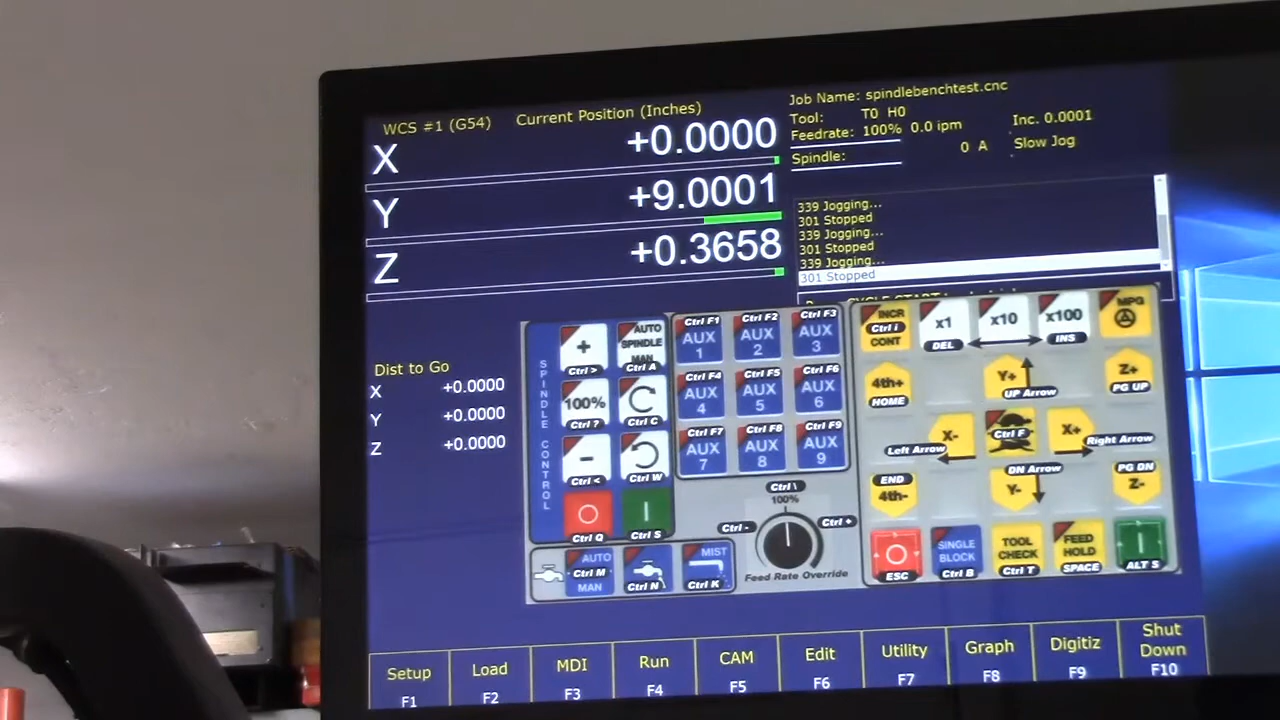 WCS #1 (G54)
Current Position (Inches)
X +0.0000
Y +9.0001
Z +0.3658
Job Name: spindlebenchtest.cnc
Tool: T0 H0
Feedrate: 100% 0.0 ipm
Inc. 0.0001
Spindle: 0 A
Slow Jog
339 Jogging...
301 Stopped
339 Jogging...
301 Stopped
339 Jogging...
301 Stopped
Dist to Go
X +0.0000
Y +0.0000
Z +0.0000
SPINDLE CONTROL
+
Ctrl >
AUTO
SPINDLE
MAN
Ctrl A
100%
Ctrl ?
Ctrl C
-
Ctrl <
Ctrl W
Ctrl Q
Ctrl S
AUTO
Ctrl M
MAN
Ctrl N
MIST
Ctrl K
Ctrl F1
AUX
1
Ctrl F2
AUX
2
Ctrl F3
AUX
3
Ctrl F4
AUX
4
Ctrl F5
AUX
5
Ctrl F6
AUX
6
Ctrl F7
AUX
7
Ctrl F8
AUX
8
Ctrl F9
AUX
9
Ctrl \
100%
Ctrl -
Ctrl +
Feed Rate Override
INCR
Ctrl i
CONT
x1
DEL
x10
x100
INS
MPG
4th+
HOME
Y+
UP Arrow
Z+
PG UP
X-
Left Arrow
Ctrl F
X+
Right Arrow
END
4th-
DN Arrow
Y-
PG DN
Z-
ESC
SINGLE
BLOCK
Ctrl B
TOOL
CHECK
Ctrl T
FEED
HOLD
SPACE
ALT S
Setup
F1
Load
F2
MDI
F3
Run
F4
CAM
F5
Edit
F6
Utility
F7
Graph
F8
Digitiz
F9
Shut
Down
F10